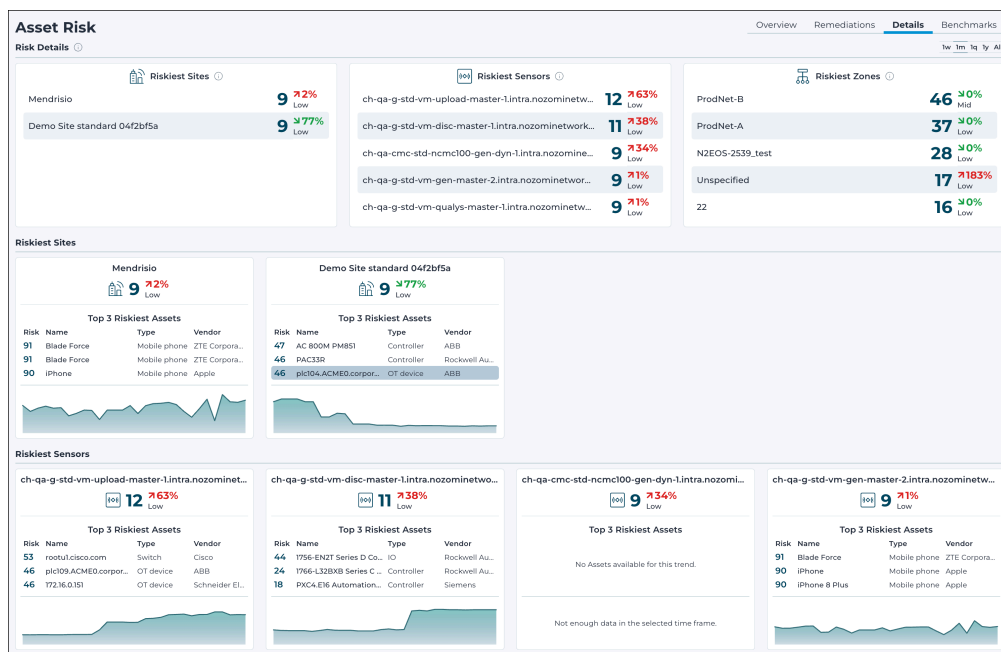 Asset Risk
Overview Remediations Details Benchmarks
Risk Details
1w 1m 1q 1y
Riskiest Sites
Mendrisio 9 2% Low
Demo Site standard 04f2bf5a 9 77% Low
Riskiest Sensors
ch-qa-g-std-vm-upload-master-1.intra.nozominetw... 12 63% Low
ch-qa-g-std-vm-disc-master-1.intra.nozominetwork... 11 38% Low
ch-qa-cmc-std-ncmc100-gen-dyn-1.intra.nozomine... 9 34% Low
ch-qa-g-std-vm-gen-master-2.intra.nozominetwor... 9 1% Low
ch-qa-g-std-vm-qualys-master-1.intra.nozominetw... 9 1% Low
Riskiest Zones
ProdNet-B 46 0% Mid
ProdNet-A 37 0% Low
N2EOS-2539_test 28 0% Low
Unspecified 17 183% Low
22 16 0% Low
Riskiest Sites
Mendrisio
9 2% Low
Top 3 Riskiest Assets
Risk Name Type Vendor
91 Blade Force Mobile phone ZTE Corpora...
91 Blade Force Mobile phone ZTE Corpora...
90 iPhone Mobile phone Apple
Demo Site standard 04f2bf5a
9 77% Low
Top 3 Riskiest Assets
Risk Name Type Vendor
47 AC 800M PM851 Controller ABB
46 PAC33R Controller Rockwell Au...
46 plc104.ACME0.corpor... OT device ABB
Riskiest Sensors
ch-qa-g-std-vm-upload-master-1.intra.nozominet...
12 63% Low
Top 3 Riskiest Assets
Risk Name Type Vendor
53 rootu1.cisco.com Switch Cisco
46 plc109.ACME0.corpor... OT device ABB
46 172.16.0.151 OT device Schneider El...
ch-qa-g-std-vm-disc-master-1.intra.nozominetwo...
11 38% Low
Top 3 Riskiest Assets
Risk Name Type Vendor
44 1756-EN2T Series D Co... IO Rockwell Au...
24 1766-L32BXB Series C ... Controller Rockwell Au...
18 PXC4.E16 Automation... Controller Siemens
ch-qa-cmc-std-ncmc100-gen-dyn-1.intra.nozomi...
9 34% Low
Top 3 Riskiest Assets
No Assets available for this trend.
Not enough data in the selected time frame.
ch-qa-g-std-vm-gen-master-2.intra.nozominetw...
9 1% Low
Top 3 Riskiest Assets
Risk Name Type Vendor
91 Blade Force Mobile phone ZTE Corpora...
90 iPhone Mobile phone Apple
90 iPhone 8 Plus Mobile phone Apple